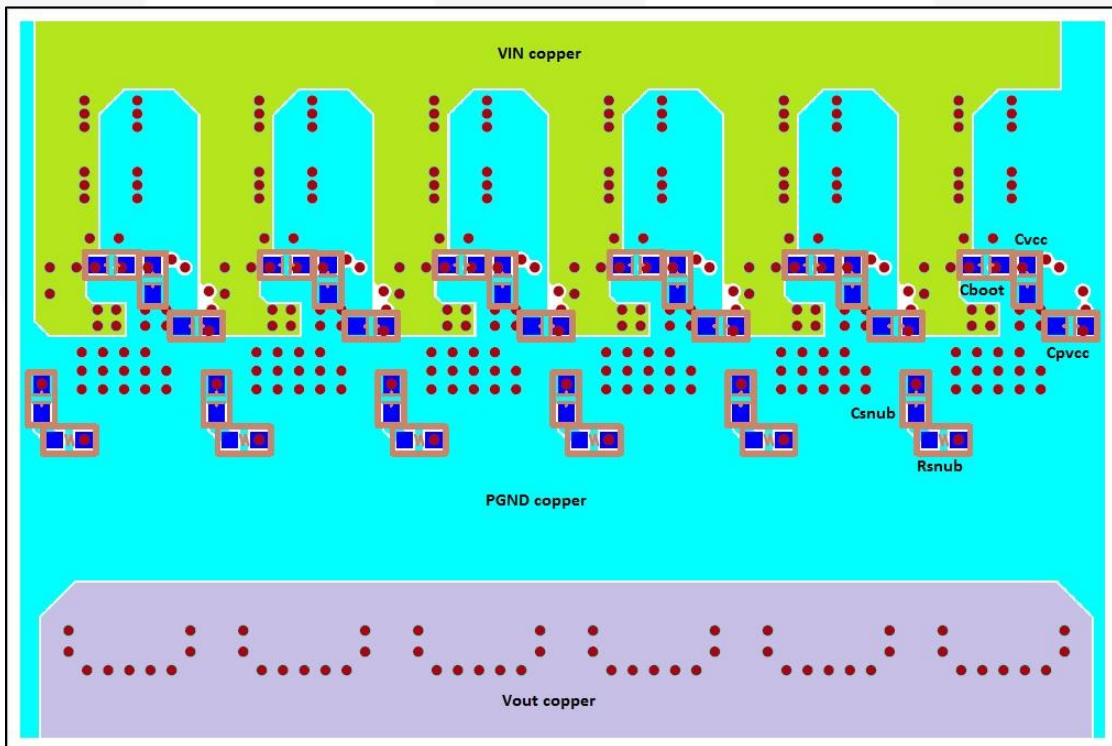 VIN copper
Cvcc
Cboot
Cpvcc
Csnub
Rsnub
PGND copper
Vout copper